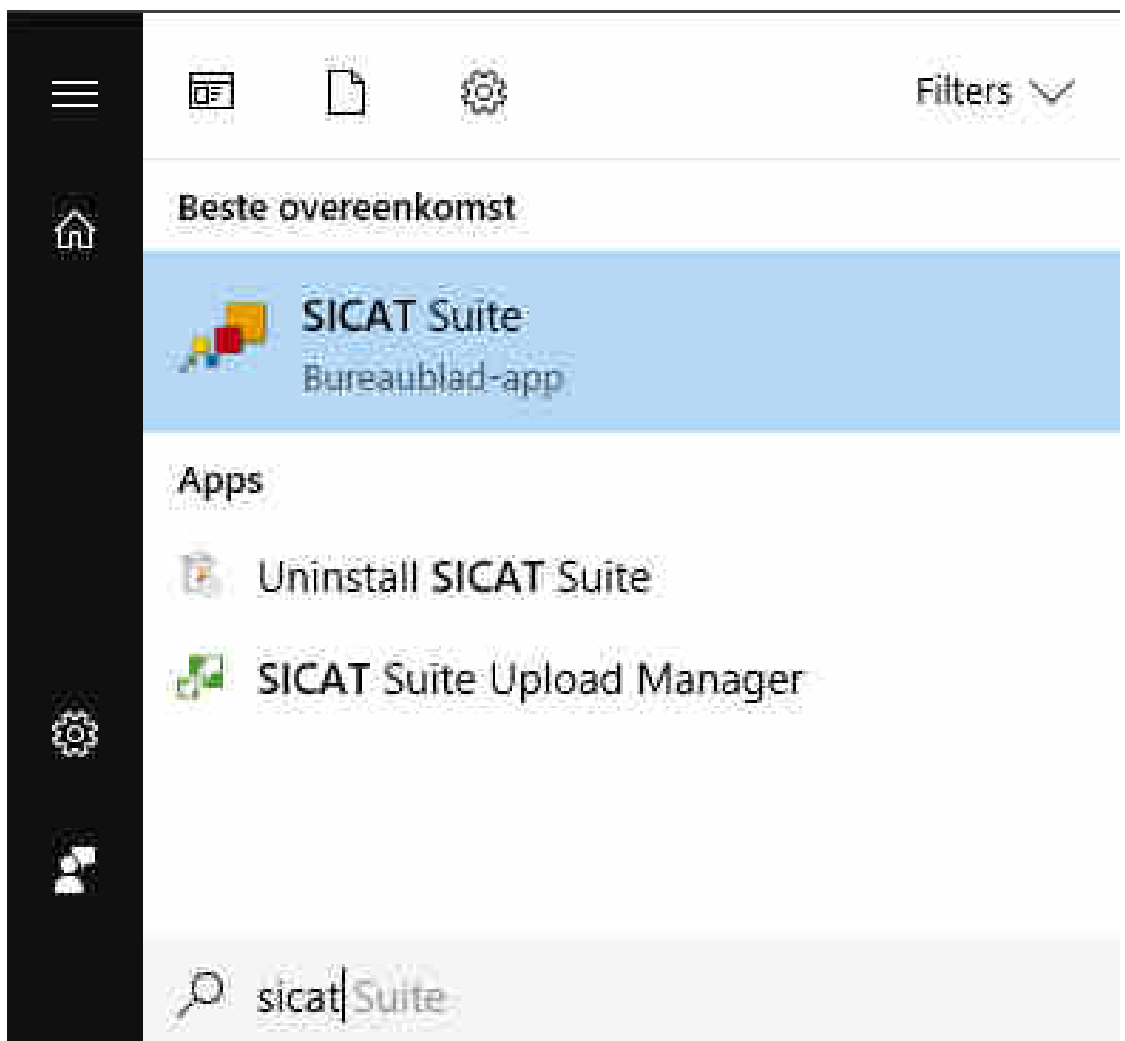 Filters
Beste overeenkomst
SICAT Suite
Bureaublad-app
Apps
Uninstall SICAT Suite
SICAT Suite Upload Manager
sicat Suite